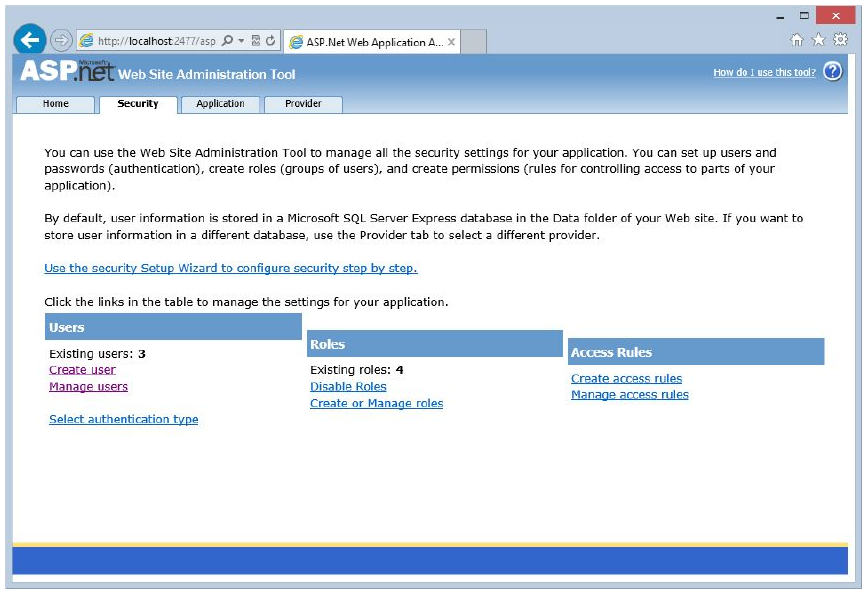 http://localhost:2477/asp
ASP.Net Web Application A...
Microsoft
ASP.net Web Site Administration Tool
How do I use this tool? ?
Home Security Application Provider
You can use the Web Site Administration Tool to manage all the security settings for your application. You can set up users and
passwords (authentication), create roles (groups of users), and create permissions (rules for controlling access to parts of your
application).
By default, user information is stored in a Microsoft SQL Server Express database in the Data folder of your Web site. If you want to
store user information in a different database, use the Provider tab to select a different provider.
Use the security Setup Wizard to configure security step by step.
Click the links in the table to manage the settings for your application.
Users
Existing users: 3
Create user
Manage users
Select authentication type
Roles
Existing roles: 4
Disable Roles
Create or Manage roles
Access Rules
Create access rules
Manage access rules